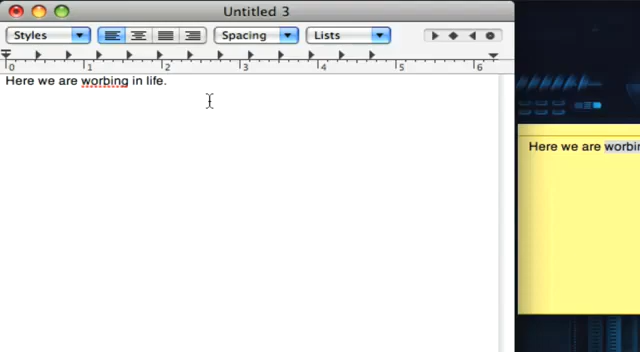 Untitled 3
Styles
Spacing
Lists
0 1 2 3 4 5 6
Here we are worbing in life.
Here we are